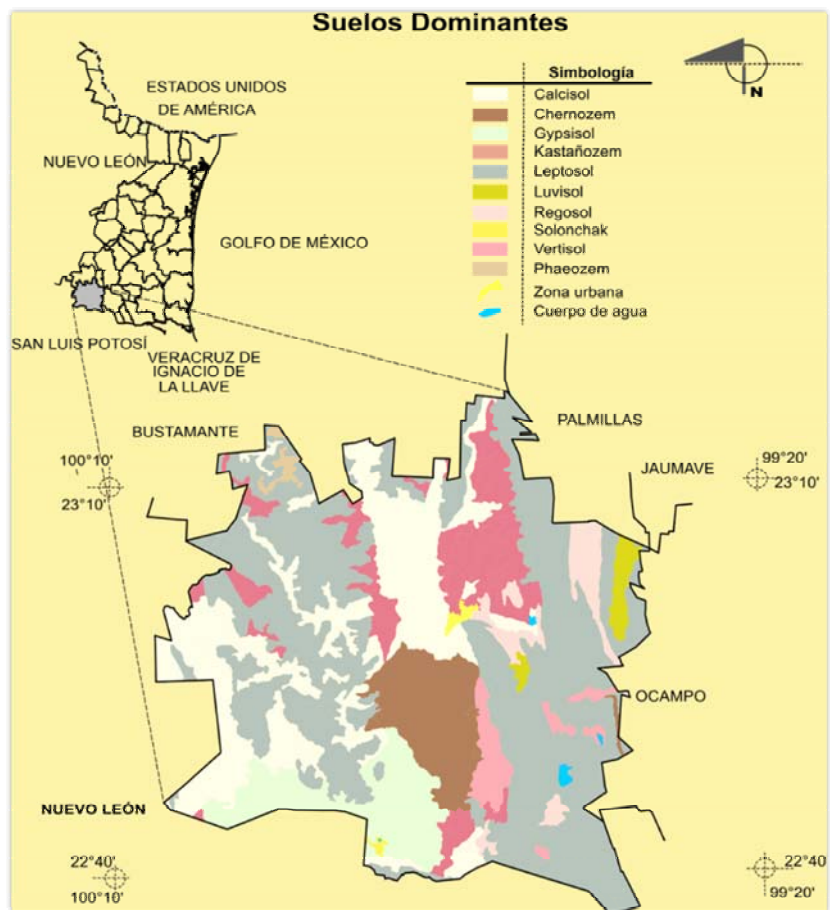 Suelos Dominantes
ESTADOS UNIDOS
DE AMÉRICA
NUEVO LEÓN
GOLFO DE MÉXICO
SAN LUIS POTOSÍ
VERACRUZ DE
IGNACIO DE
LA LLAVE
N
Simbología
Calcisol
Chernozem
Gypsisol
Kastañozem
Leptosol
Luvisol
Regosol
Solonchak
Vertisol
Phaeozem
Zona urbana
Cuerpo de agua
BUSTAMANTE
PALMILLAS
JAUMAVE
100°10'
23°10'
99°20'
23°10'
OCAMPO
NUEVO LEÓN
22°40'
100°10'
22°40'
99°20'